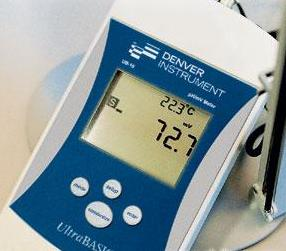 DENVER
INSTRUMENT
UB-10
pH/mV Meter
22.3°C
S
mV
72.7
mode
setup
standardize
enter
UltraBASIC